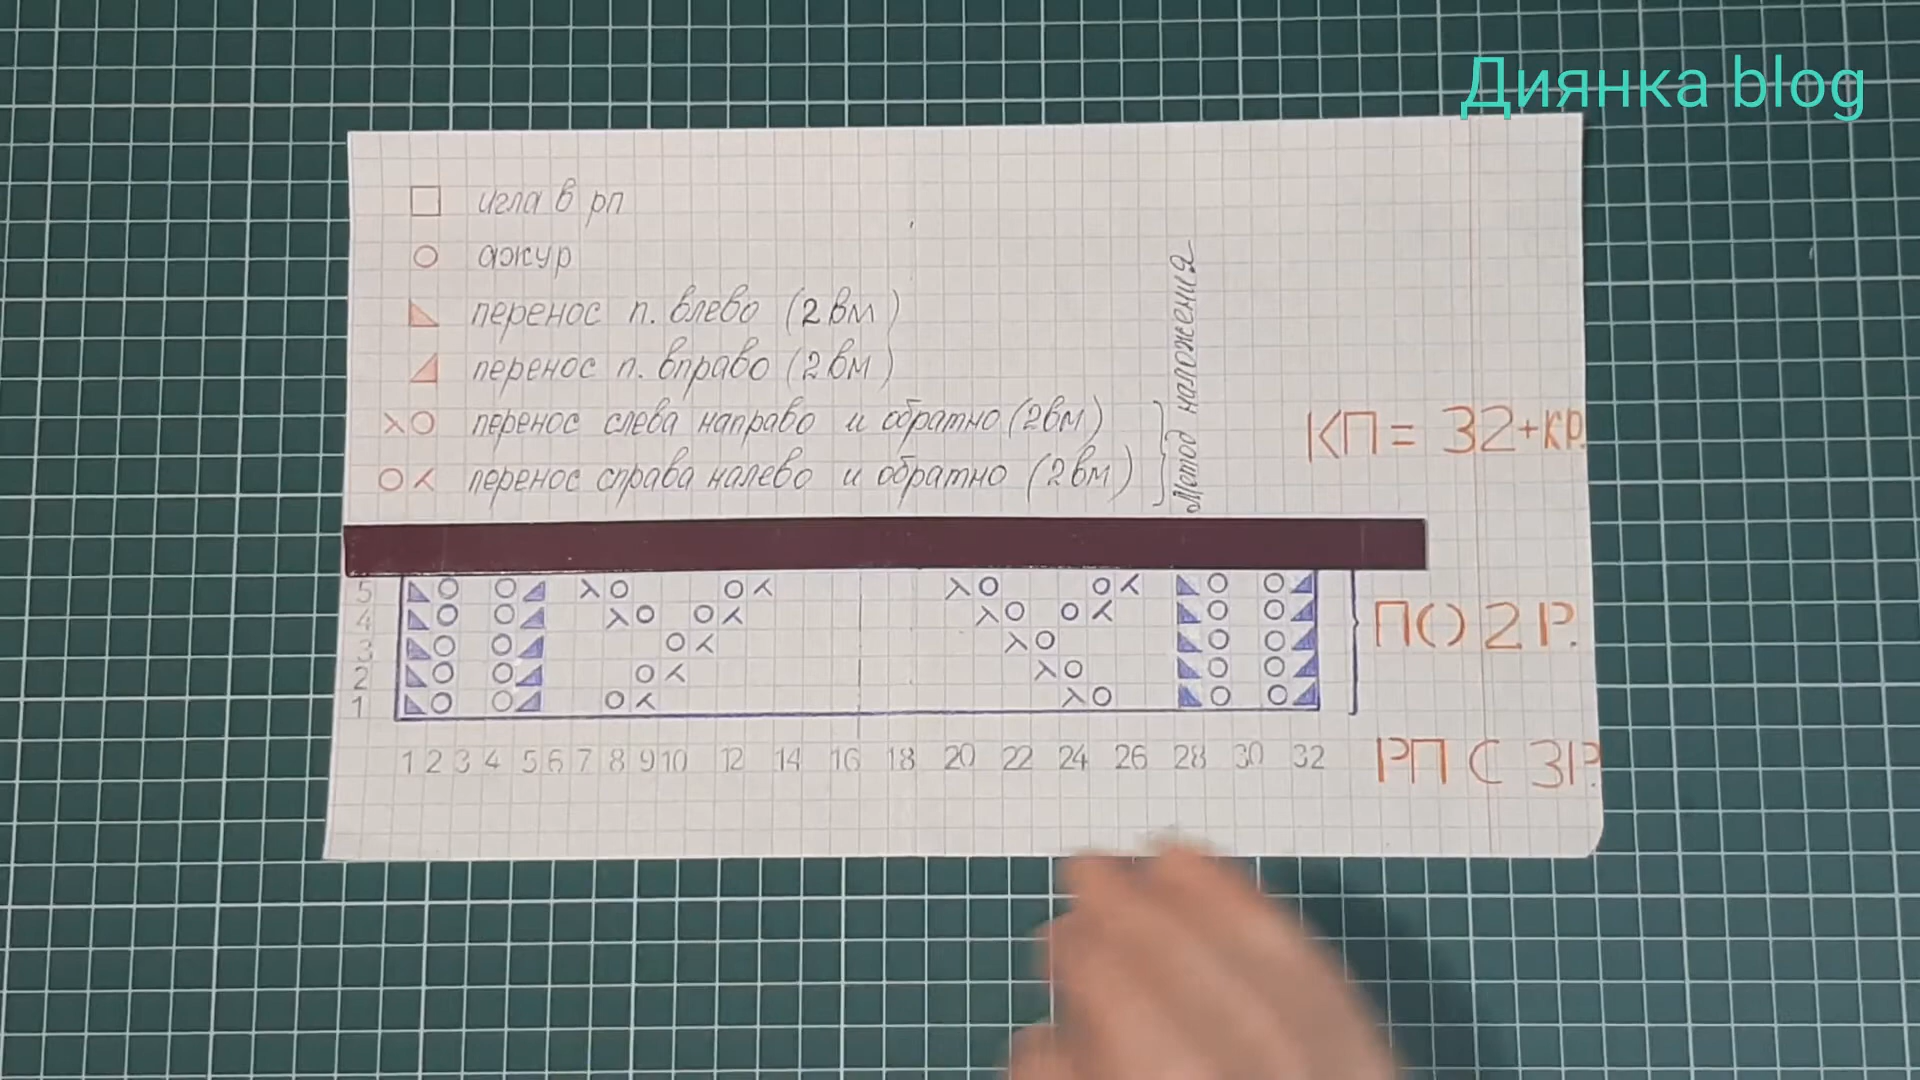 Диянка blog
игла в рп
ажур
перенос п. влево (2вм)
перенос п. вправо (2вм)
перенос слева направо и обратно (2вм)
перенос справа налево и обратно (2вм)
Метод наложения
КП = 32+КР.
5
4
3
2
1
ПО 2Р.
1 2 3 4 5 6 7 8 9 10 12 14 16 18 20 22 24 26 28 30 32
РП С 3Р.